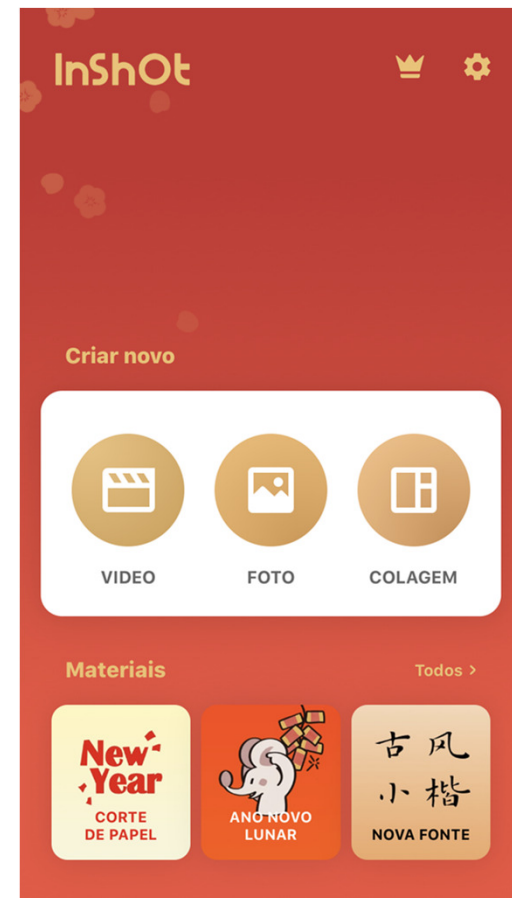 InShOt
Criar novo
VIDEO
FOTO
COLAGEM
Materiais
Todos >
New
Year
CORTE
DE PAPEL
ANO NOVO
LUNAR
古风
小楷
NOVA FONTE